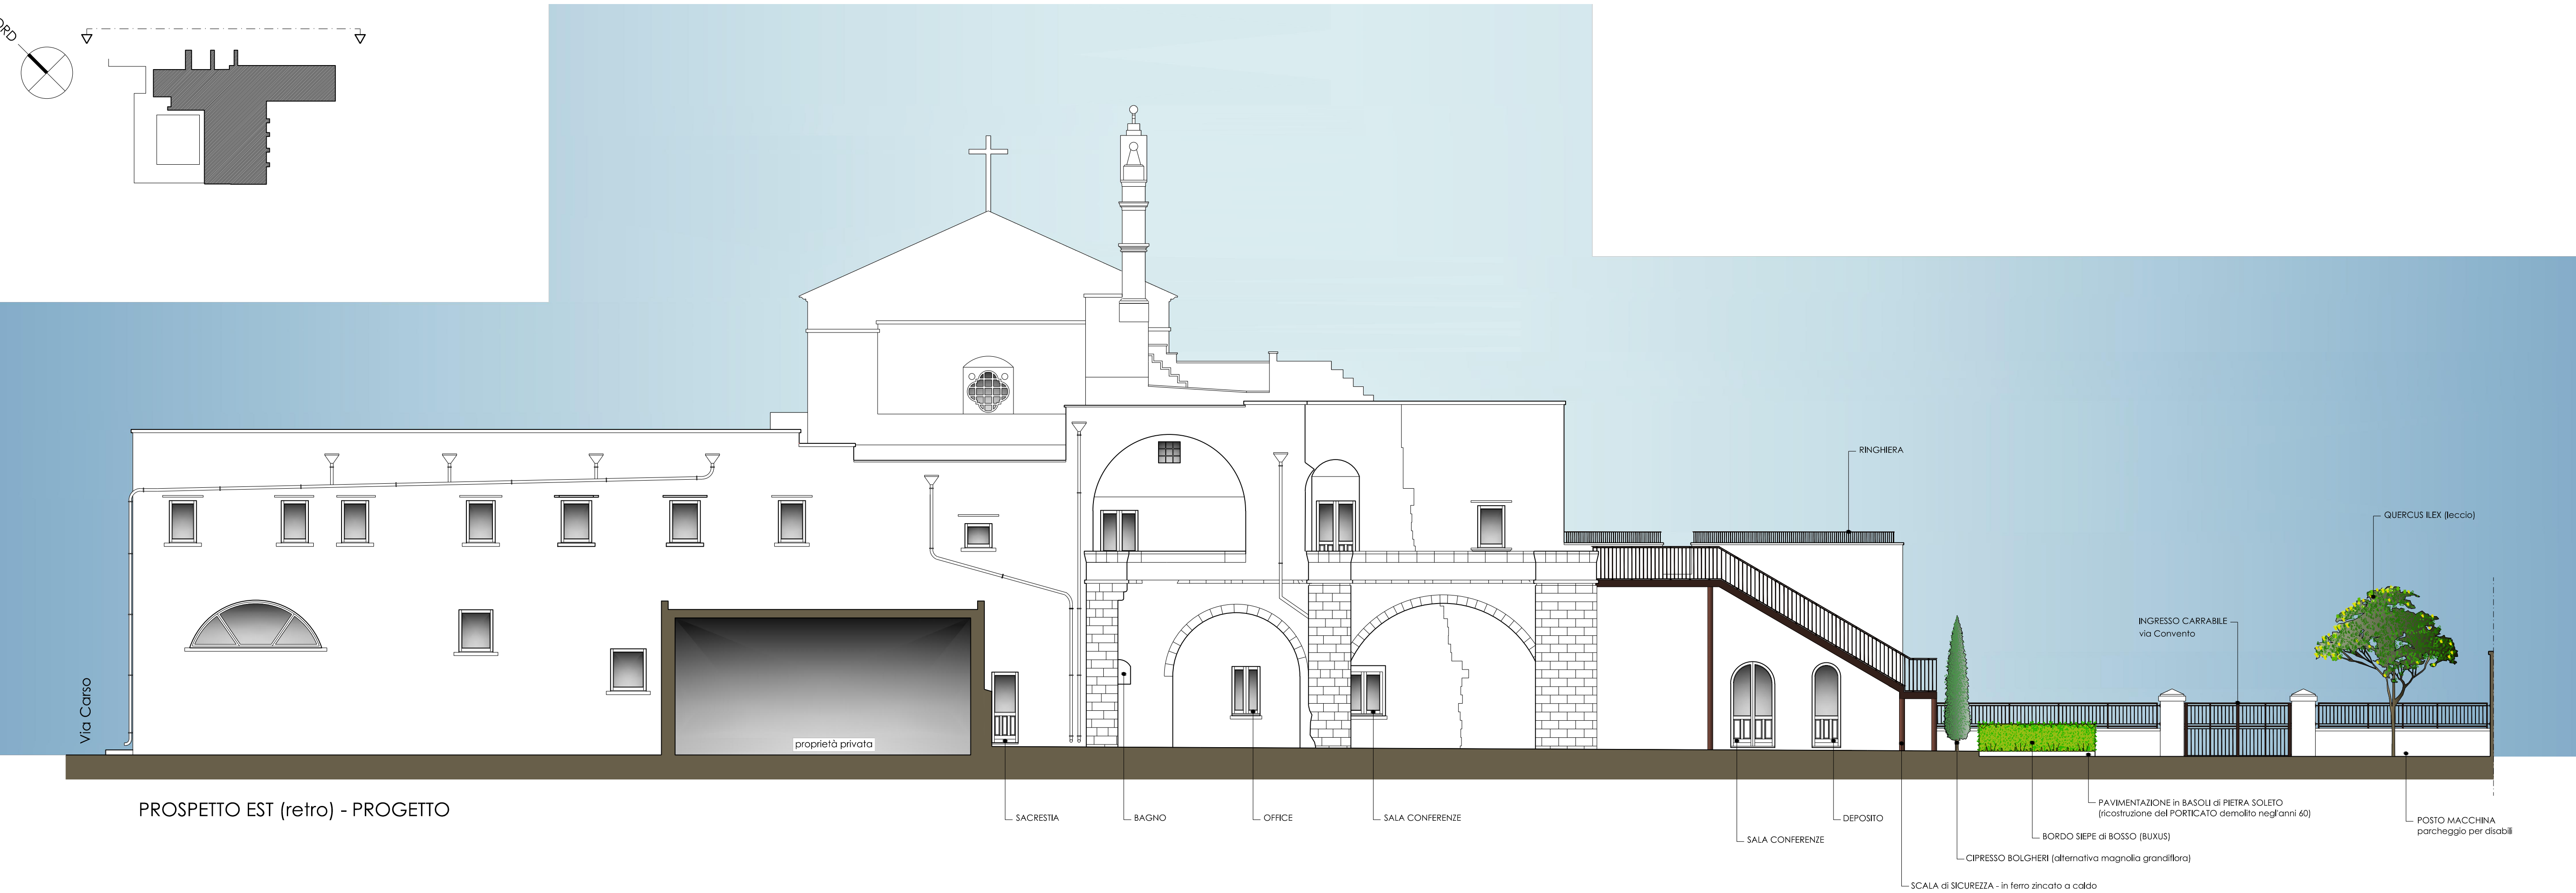 RINGHIERA
QUERCUS ILEX (leccio)
INGRESSO CARRABILE
via Convento
Via Carso
proprietà privata
PROSPETTO EST (retro) - PROGETTO
SACRESTIA
BAGNO
OFFICE
SALA CONFERENZE
SALA CONFERENZE
DEPOSITO
PAVIMENTAZIONE in BASOLI di PIETRA SOLETO
(ricostruzione del PORTICATO demolito negl'anni 60)
BORDO SIEPE di BOSSO (BUXUS)
CIPRESSO BOLGHERI (alternativa magnolia grandiflora)
SCALA di SICUREZZA - in ferro zincato a caldo
POSTO MACCHINA
parcheggio per disabili